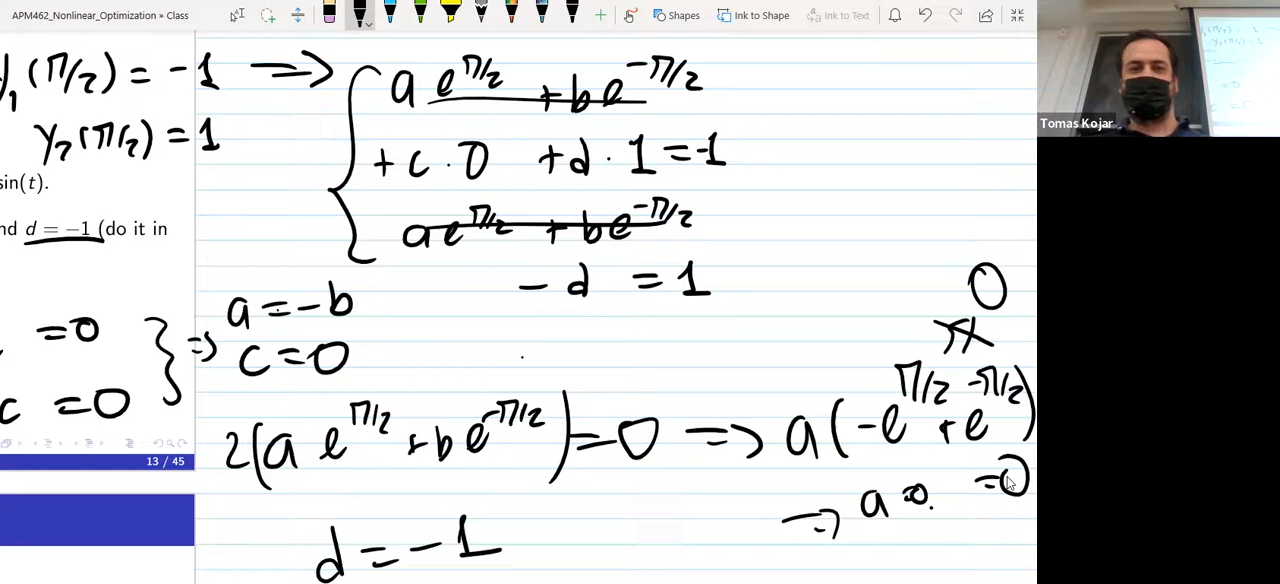 APM462_Nonlinear_Optimization » Class
Shapes
Ink to Shape
Ink to Text
Tomas Kojar
y₁(π/2) = -1 ⇒
y₂(π/2) = 1
a e^{π/2} + b e^{-π/2}
+ c · 0 + d · 1 = -1
a e^{π/2} + b e^{-π/2}
- d = 1
sin(t).
nd d = −1 (do it in
= 0
c = 0
} ⇒
a = -b
c = 0
2(a e^{π/2} + b e^{-π/2}) = 0 ⇒ a(-e^{π/2} + e^{-π/2})
= 0
≠
0
⇒ a = 0.
d = -1
13 / 45